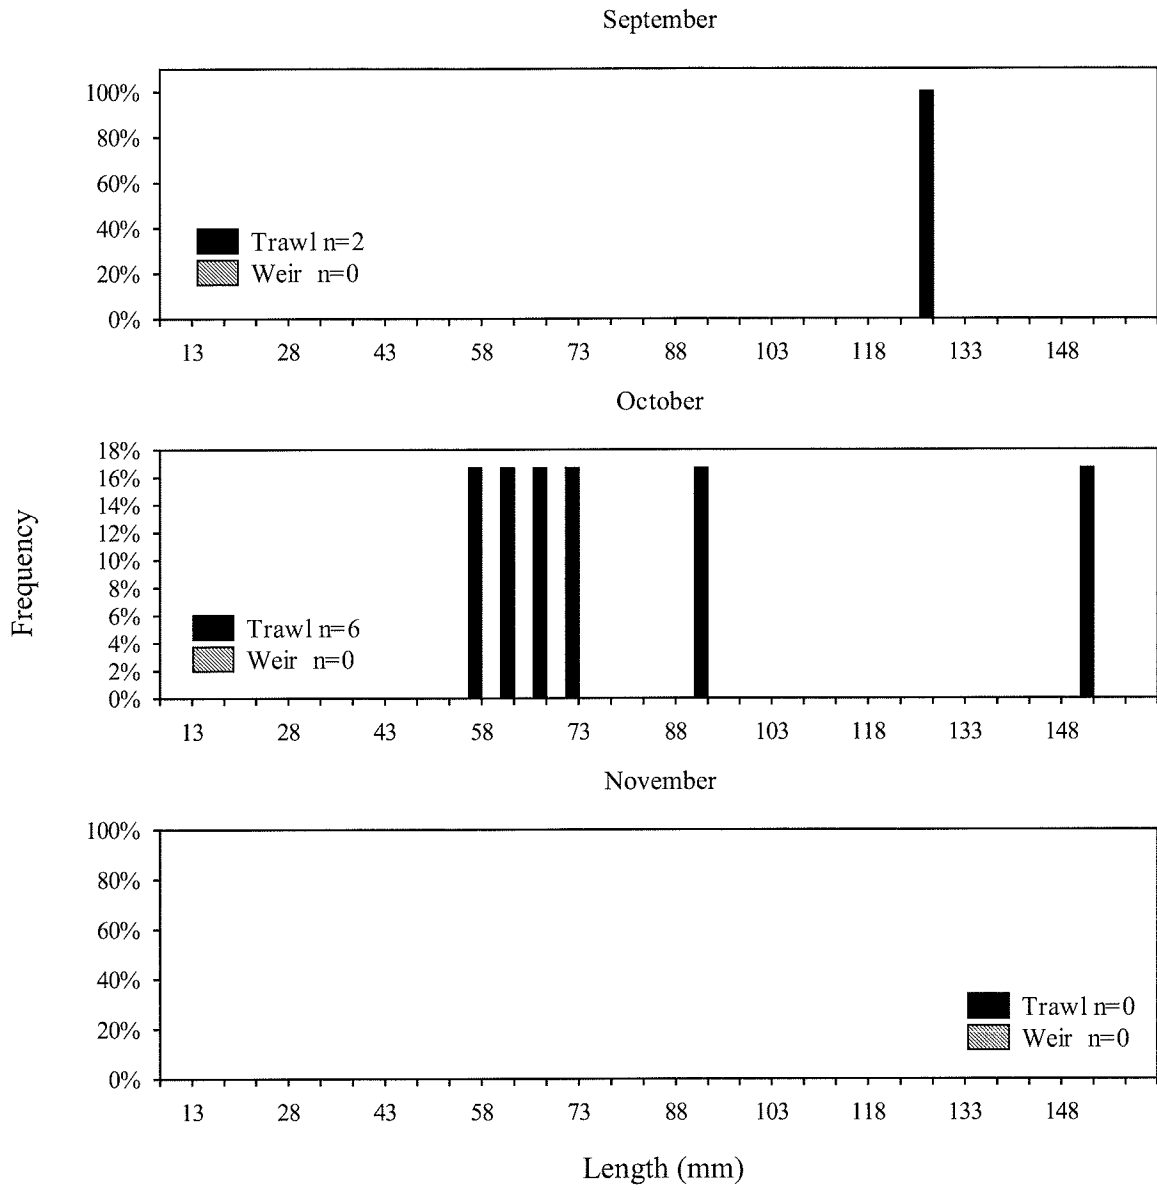 September
100%
80%
60%
40%
20%
0%
Trawl n=2
Weir n=0
13 28 43 58 73 88 103 118 133 148
October
Frequency
18%
16%
14%
12%
10%
8%
6%
4%
2%
0%
Trawl n=6
Weir n=0
13 28 43 58 73 88 103 118 133 148
November
100%
80%
60%
40%
20%
0%
Trawl n=0
Weir n=0
13 28 43 58 73 88 103 118 133 148
Length (mm)